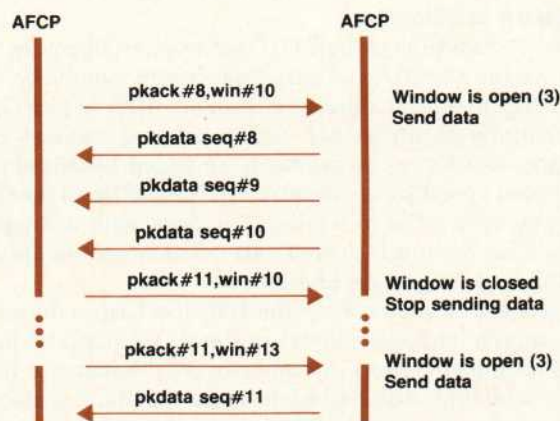 AFCP AFCP
pkack#8,win#10
Window is open (3)
Send data
pkdata seq#8
pkdata seq#9
pkdata seq#10
pkack#11,win#10
Window is closed
Stop sending data
pkack#11,win#13
Window is open (3)
Send data
pkdata seq#11